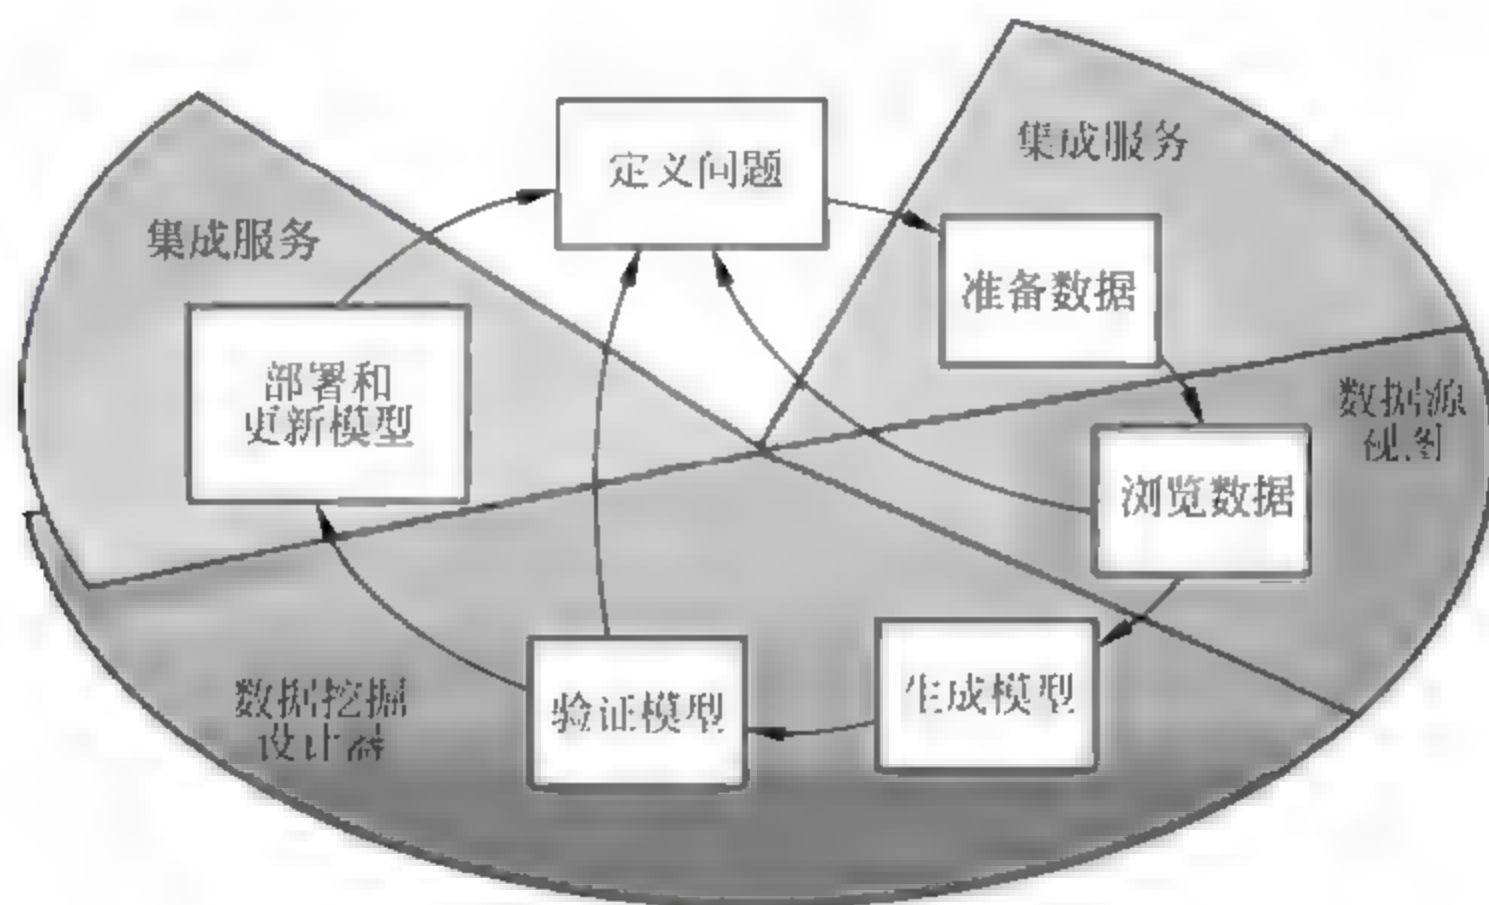 定义问题
集成服务
准备数据
集成服务
部署和
更新模型
数据源
视图
浏览数据
数据挖掘
设计器
验证模型
生成模型